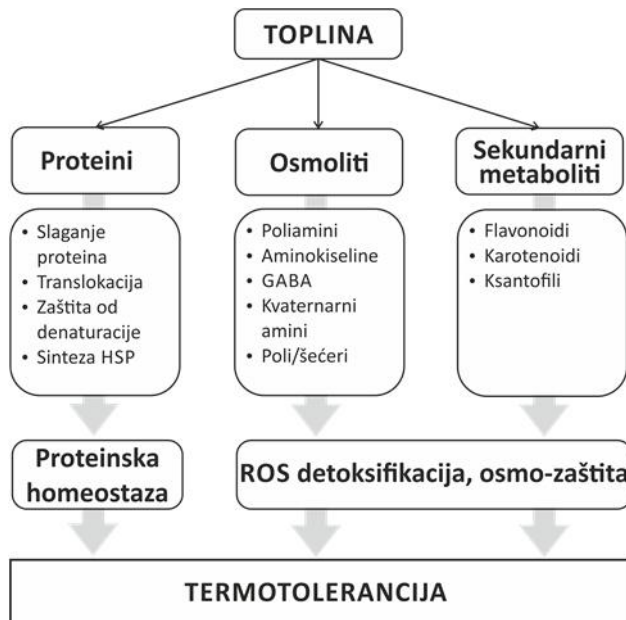 TOPLINA
Proteini
Osmoliti
Sekundarni
metaboliti
• Slaganje
proteina
• Translokacija
• Zaštita od
denaturacije
• Sinteza HSP
• Poliamini
• Aminokiseline
• GABA
• Kvaternarni
amini
• Poli/šećeri
• Flavonoidi
• Karotenoidi
• Ksantofili
Proteinska
homeostaza
ROS detoksifikacija, osmo-zaštita
TERMOTOLERANCIJA